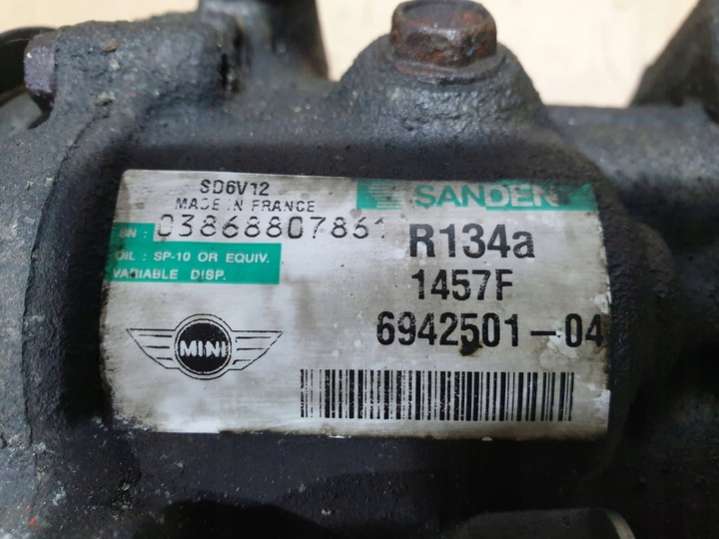 SD6V12
MADE IN FRANCE
SN: 03868807861
OIL: SP-10 OR EQUIV.
VARIABLE DISP.
SANDEN
R134a
1457F
6942501-04
MINI